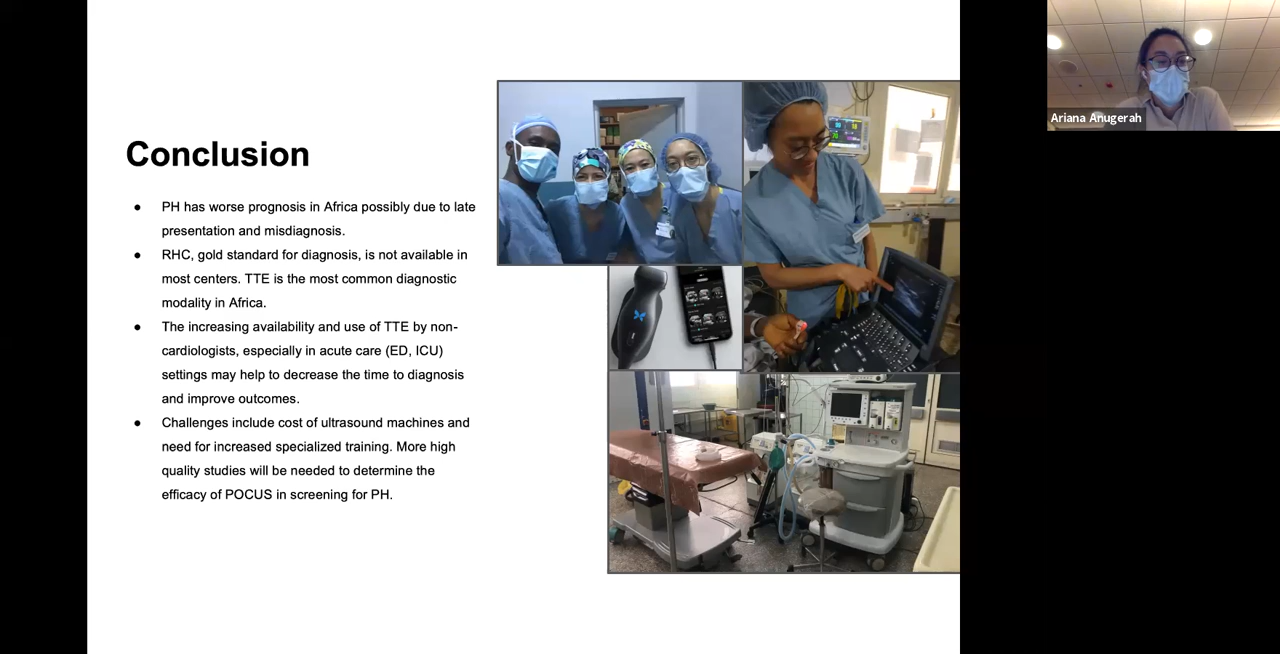 Conclusion
● PH has worse prognosis in Africa possibly due to late
presentation and misdiagnosis.
● RHC, gold standard for diagnosis, is not available in
most centers. TTE is the most common diagnostic
modality in Africa.
● The increasing availability and use of TTE by non-
cardiologists, especially in acute care (ED, ICU)
settings may help to decrease the time to diagnosis
and improve outcomes.
● Challenges include cost of ultrasound machines and
need for increased specialized training. More high
quality studies will be needed to determine the
efficacy of POCUS in screening for PH.
Ariana Anugerah